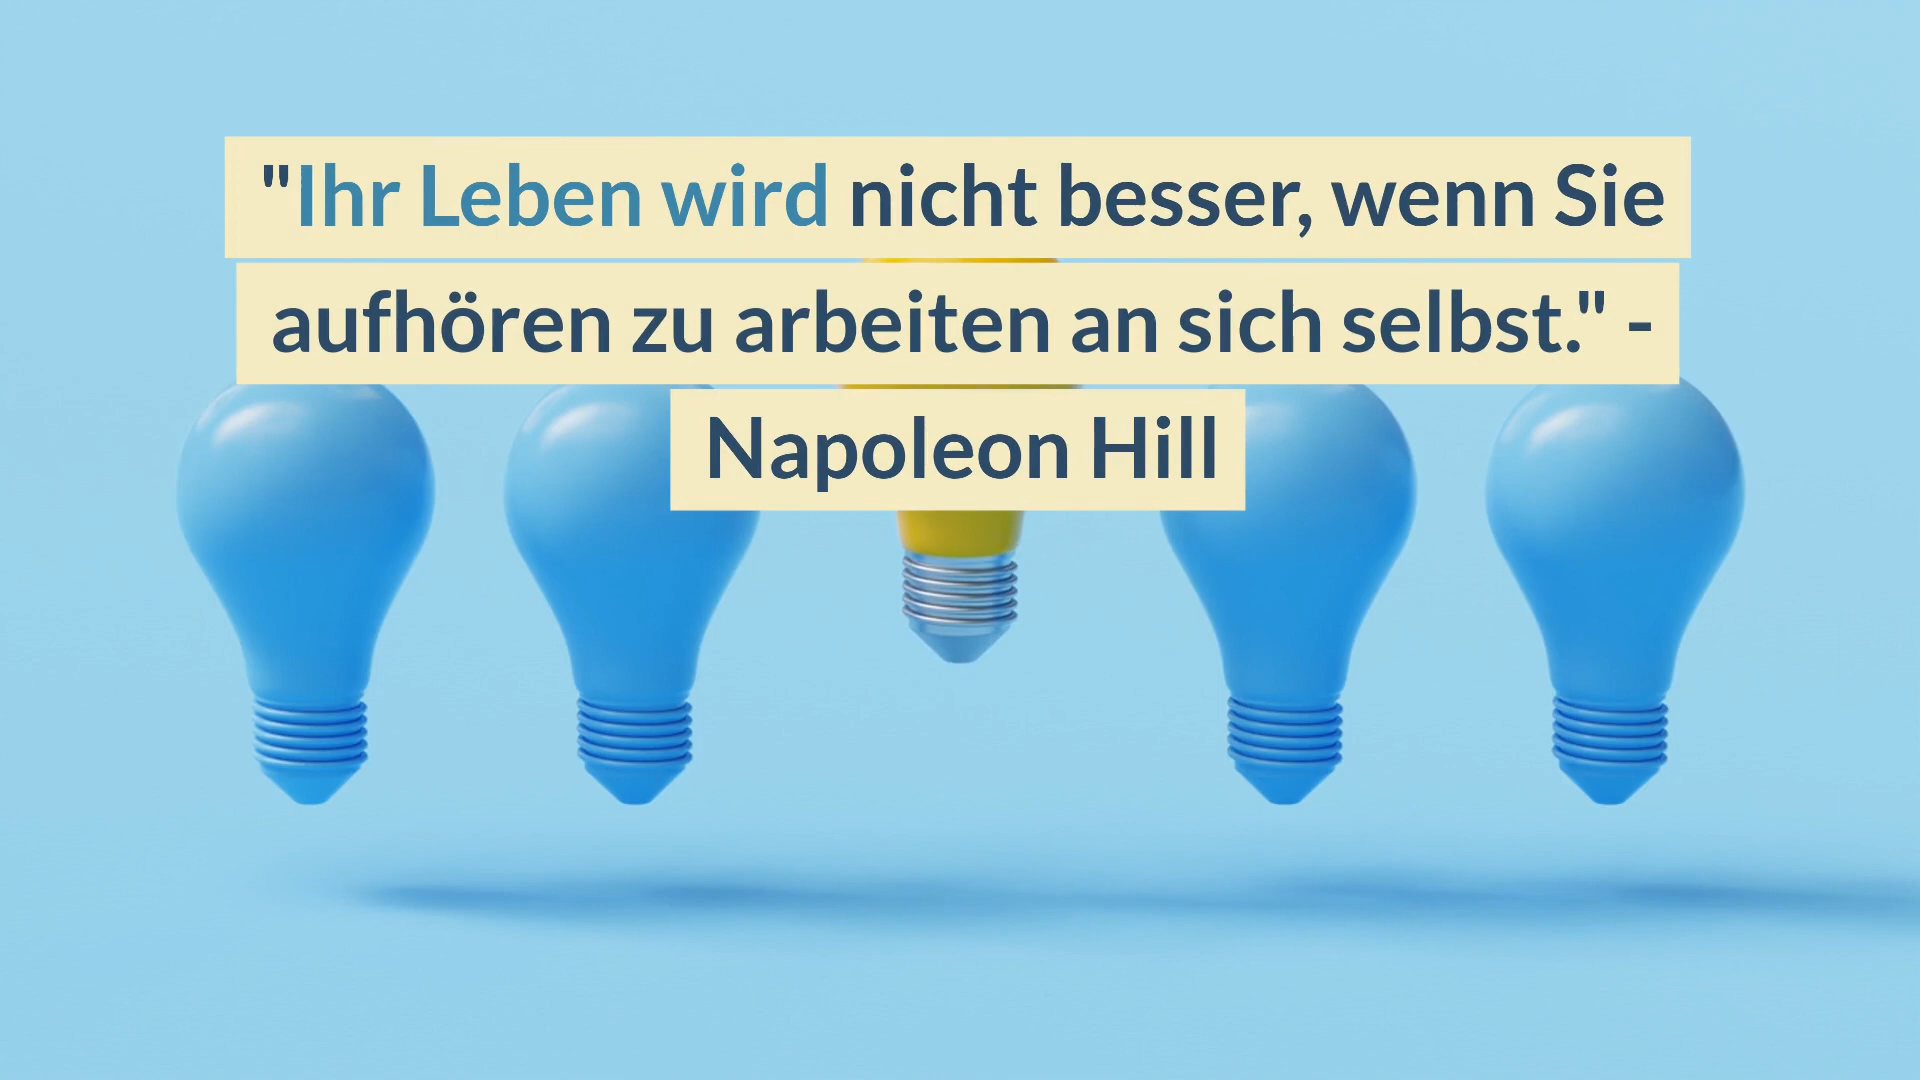 "Ihr Leben wird nicht besser, wenn Sie
aufhören zu arbeiten an sich selbst." -
Napoleon Hill